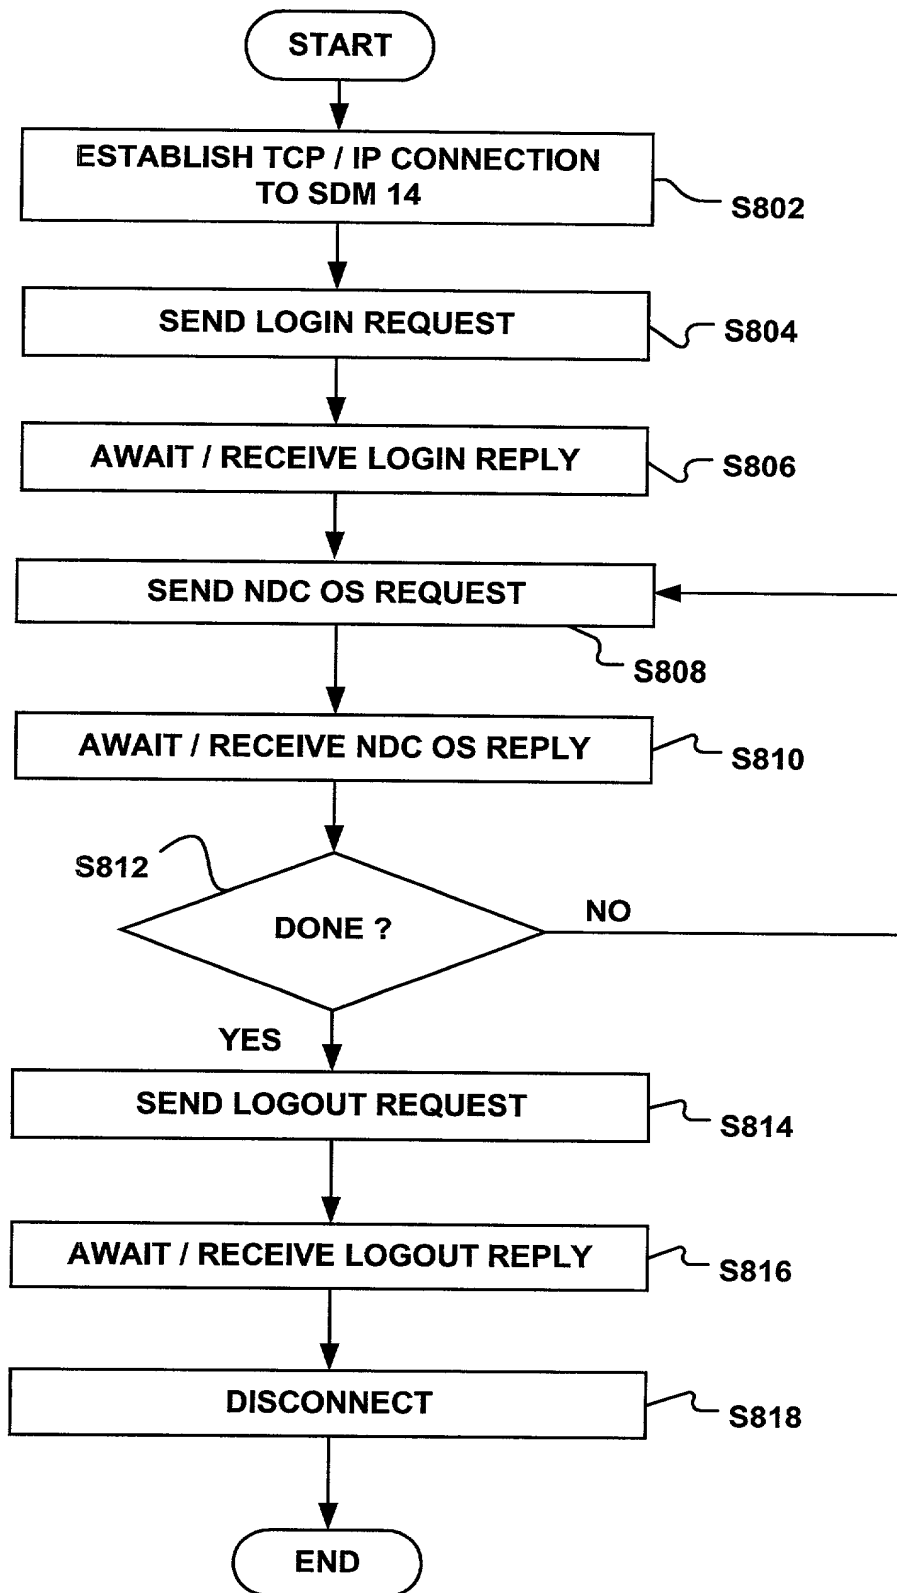 START
ESTABLISH TCP / IP CONNECTION
TO SDM 14
S802
SEND LOGIN REQUEST
S804
AWAIT / RECEIVE LOGIN REPLY
S806
SEND NDC OS REQUEST
S808
AWAIT / RECEIVE NDC OS REPLY
S810
S812
DONE ?
NO
YES
SEND LOGOUT REQUEST
S814
AWAIT / RECEIVE LOGOUT REPLY
S816
DISCONNECT
S818
END